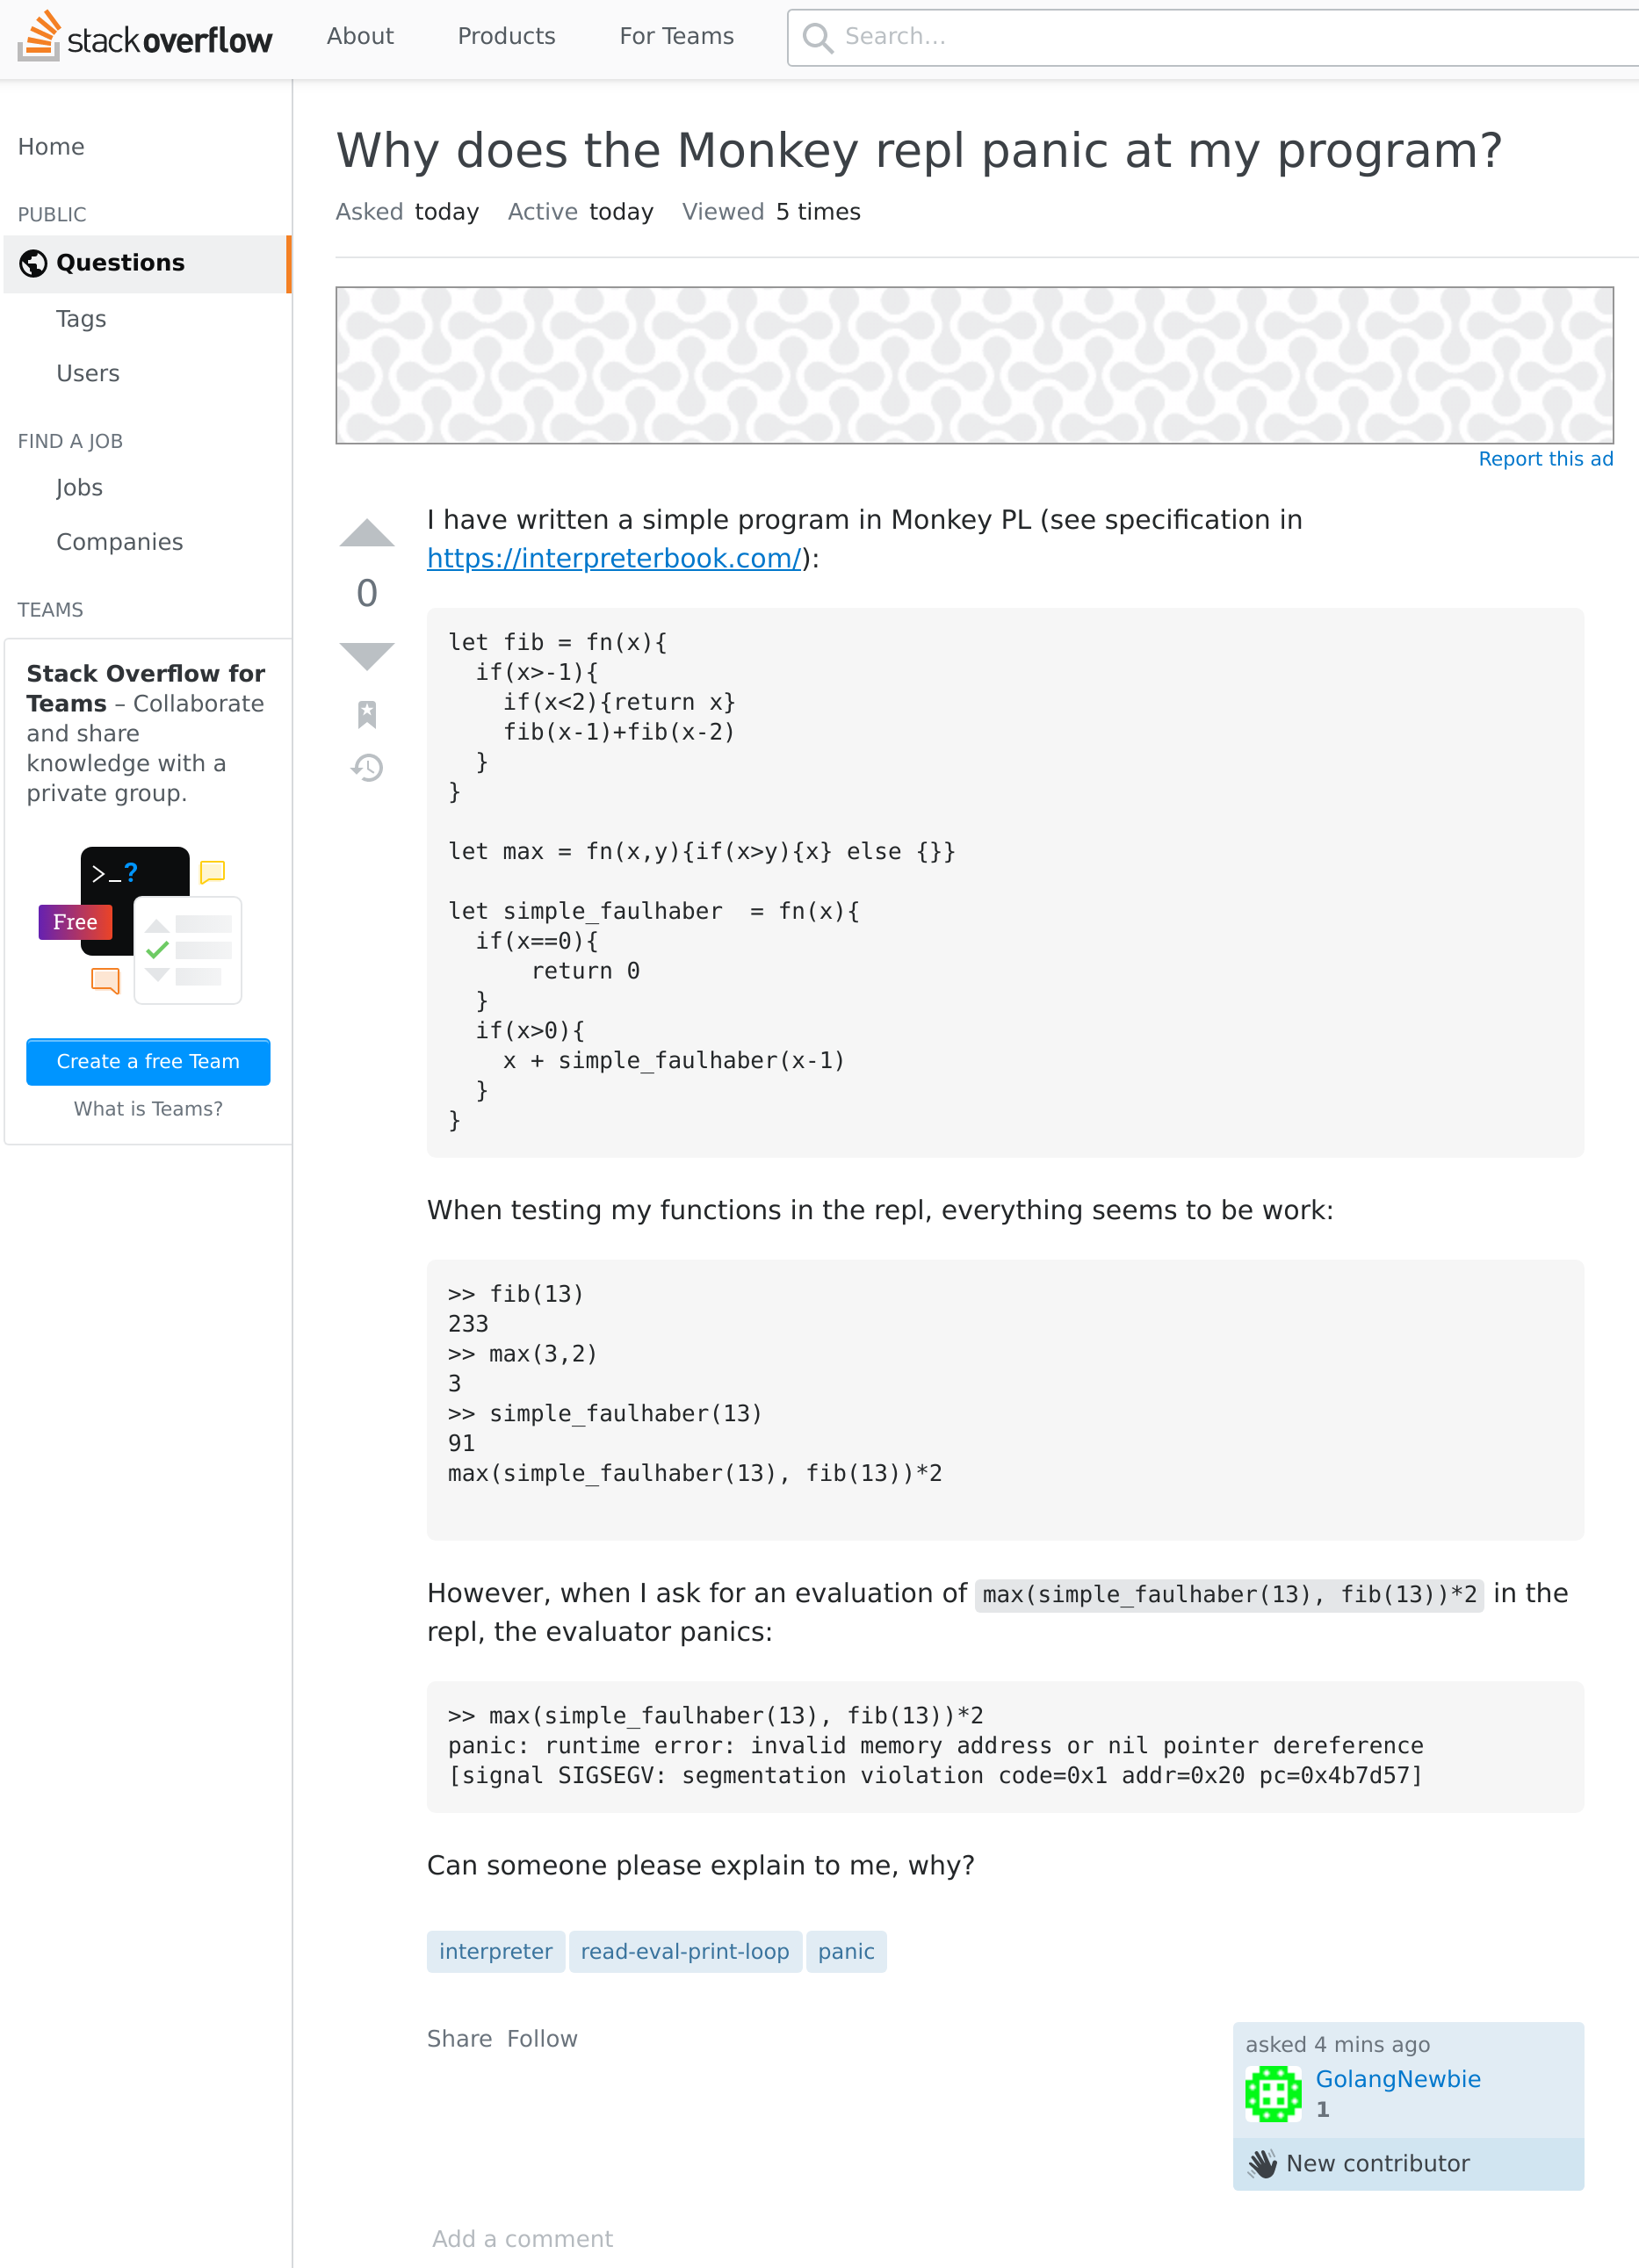 stackoverflow About Products For Teams Search...
Home
PUBLIC
Questions
Tags
Users
FIND A JOB
Jobs
Companies
TEAMS
Stack Overflow for
Teams – Collaborate
and share
knowledge with a
private group.
>_?
Free
Create a free Team
What is Teams?
Why does the Monkey repl panic at my program?
Asked today Active today Viewed 5 times
Report this ad
0
I have written a simple program in Monkey PL (see specification in
https://interpreterbook.com/):
let fib = fn(x){
  if(x>-1){
    if(x<2){return x}
    fib(x-1)+fib(x-2)
  }
}
let max = fn(x,y){if(x>y){x} else {}}
let simple_faulhaber  = fn(x){
  if(x==0){
      return 0
  }
  if(x>0){
    x + simple_faulhaber(x-1)
  }
}
When testing my functions in the repl, everything seems to be work:
>> fib(13)
233
>> max(3,2)
3
>> simple_faulhaber(13)
91
max(simple_faulhaber(13), fib(13))*2
However, when I ask for an evaluation of max(simple_faulhaber(13), fib(13))*2 in the
repl, the evaluator panics:
>> max(simple_faulhaber(13), fib(13))*2
panic: runtime error: invalid memory address or nil pointer dereference
[signal SIGSEGV: segmentation violation code=0x1 addr=0x20 pc=0x4b7d57]
Can someone please explain to me, why?
interpreter read-eval-print-loop panic
Share Follow
asked 4 mins ago
GolangNewbie
1
New contributor
Add a comment